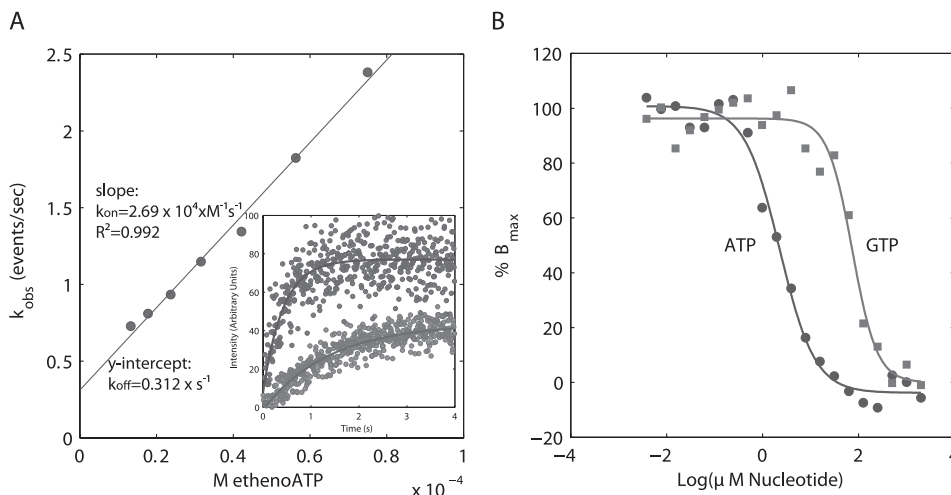 A
2.5
2
1.5
1
0.5
0
k_obs (events/sec)
slope:
k_on=2.69 x 10^4xM^-1s^-1
R^2=0.992
y-intercept:
k_off=0.312 x s^-1
100
80
60
40
20
0
Intensity (Arbitrary Units)
0 1 2 3 4
Time (s)
0 0.2 0.4 0.6 0.8 1
M ethenoATP
x 10^-4
B
120
100
80
60
40
20
0
−20
% B_max
ATP
GTP
−4 −2 0 2 4
Log(μ M Nucleotide)